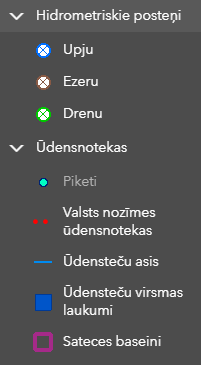 Hidrometriskie posteņi
Upju
Ezeru
Drenu
Ūdensnotekas
Piketi
Valsts nozīmes
ūdensnotekas
Ūdensteču asis
Ūdensteču virsmas
laukumi
Sateces baseini